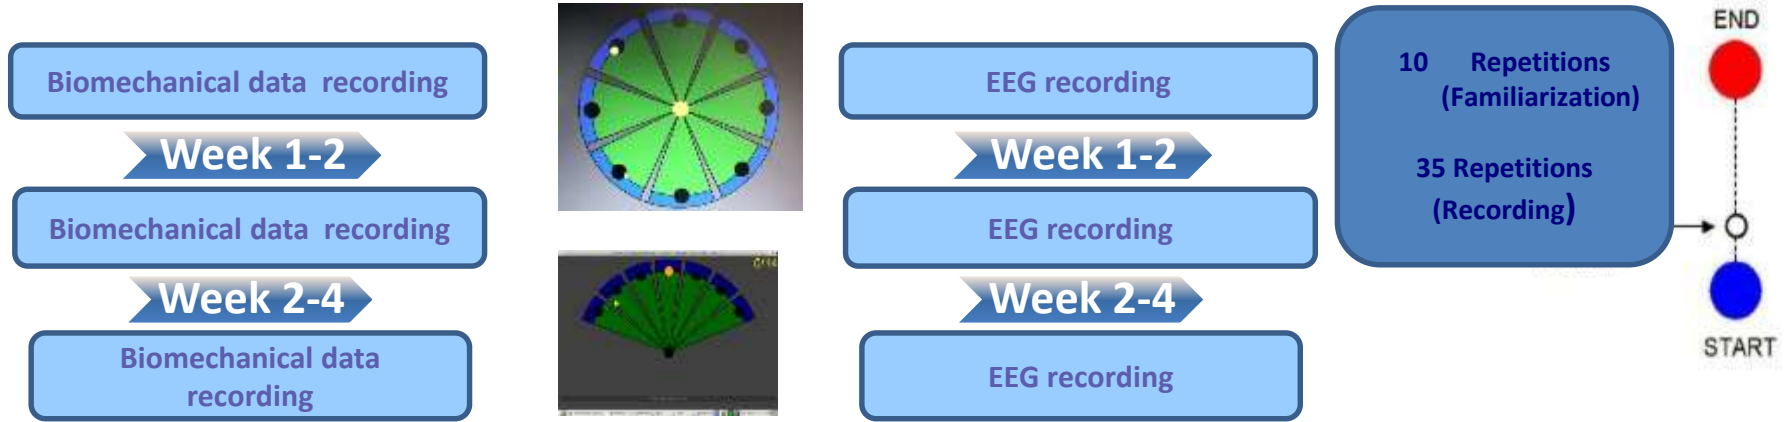 Biomechanical data recording
Week 1-2
Biomechanical data recording
Week 2-4
Biomechanical data
recording
EEG recording
Week 1-2
EEG recording
Week 2-4
EEG recording
10 Repetitions
(Familiarization)
35 Repetitions
(Recording)
END
START